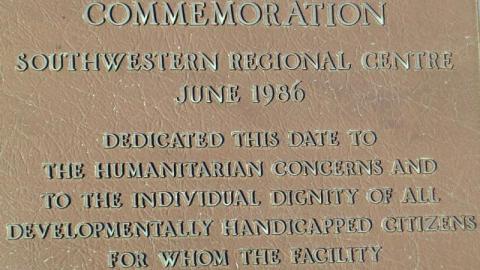 COMMEMORATION
SOUTHWESTERN REGIONAL CENTRE
JUNE 1986
DEDICATED THIS DATE TO
THE HUMANITARIAN CONCERNS AND
TO THE INDIVIDUAL DIGNITY OF ALL
DEVELOPMENTALLY HANDICAPPED CITIZENS
FOR WHOM THE FACILITY